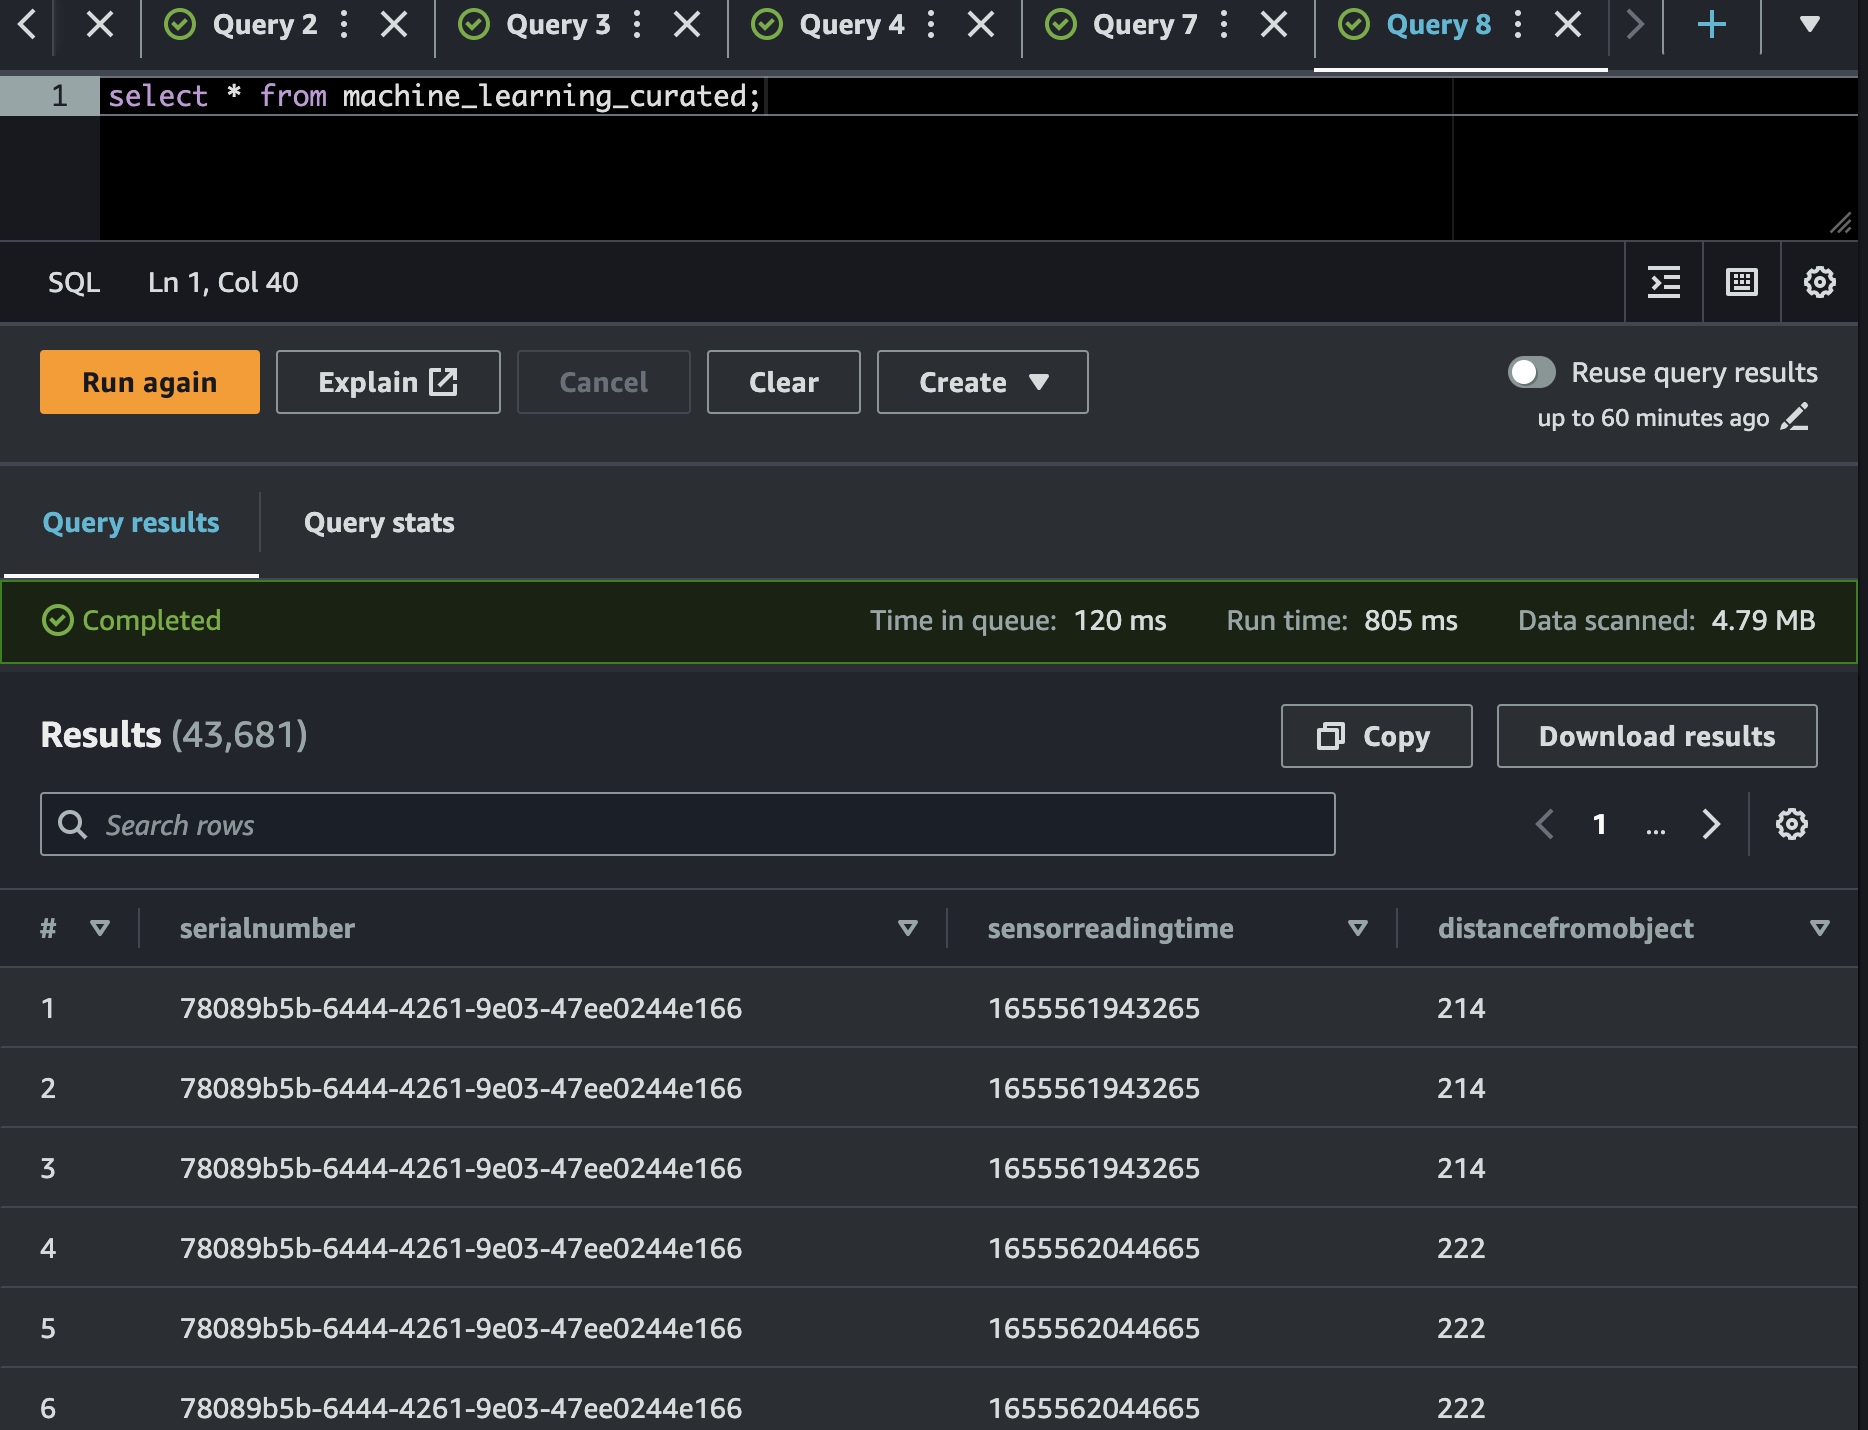 Query 2 Query 3 Query 4 Query 7 Query 8
1 select * from machine_learning_curated;
SQL Ln 1, Col 40
Run again Explain Cancel Clear Create Reuse query results
up to 60 minutes ago
Query results Query stats
Completed Time in queue: 120 ms Run time: 805 ms Data scanned: 4.79 MB
Results (43,681) Copy Download results
Search rows 1 ...
# serialnumber sensorreadingtime distancefromobject
1 78089b5b-6444-4261-9e03-47ee0244e166 1655561943265 214
2 78089b5b-6444-4261-9e03-47ee0244e166 1655561943265 214
3 78089b5b-6444-4261-9e03-47ee0244e166 1655561943265 214
4 78089b5b-6444-4261-9e03-47ee0244e166 1655562044665 222
5 78089b5b-6444-4261-9e03-47ee0244e166 1655562044665 222
6 78089b5b-6444-4261-9e03-47ee0244e166 1655562044665 222